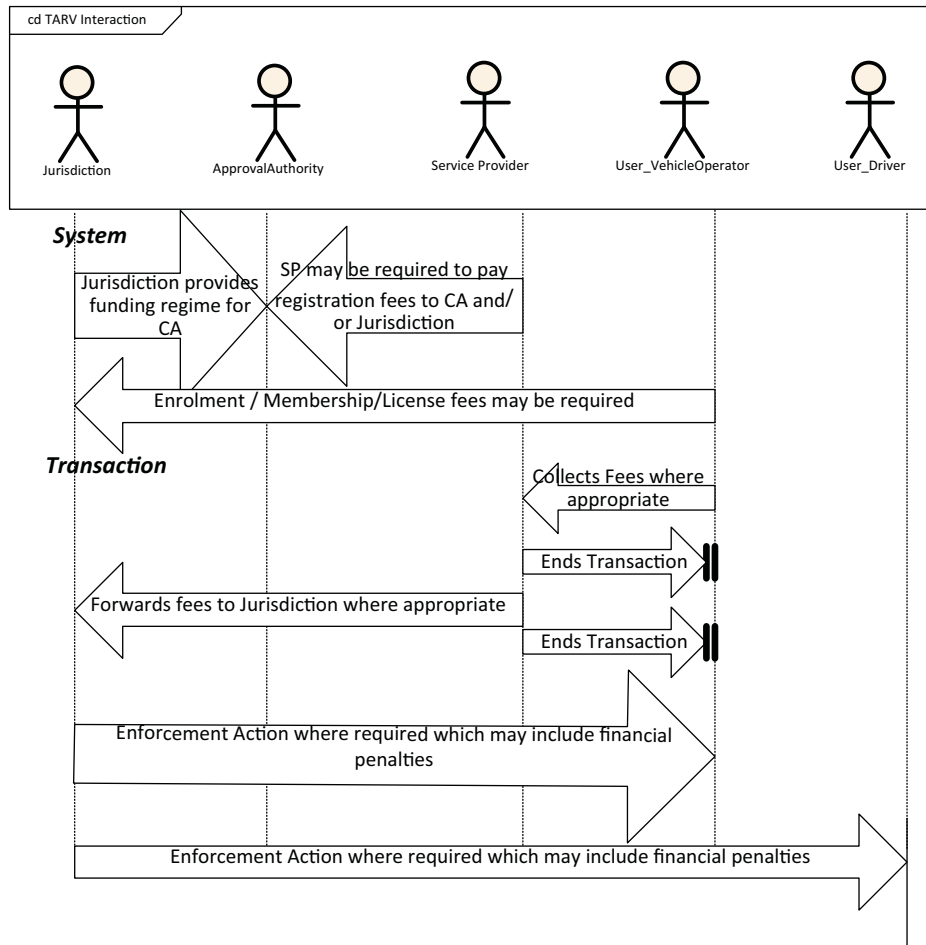 cd TARV Interaction
Jurisdiction
ApprovalAuthority
Service Provider
User_VehicleOperator
User_Driver
System
Jurisdiction provides
funding regime for
CA
SP may be required to pay
registration fees to CA and/
or Jurisdiction
Enrolment / Membership/License fees may be required
Transaction
Collects Fees where
appropriate
Ends Transaction
Forwards fees to Jurisdiction where appropriate
Ends Transaction
Enforcement Action where required which may include financial
penalties
Enforcement Action where required which may include financial penalties